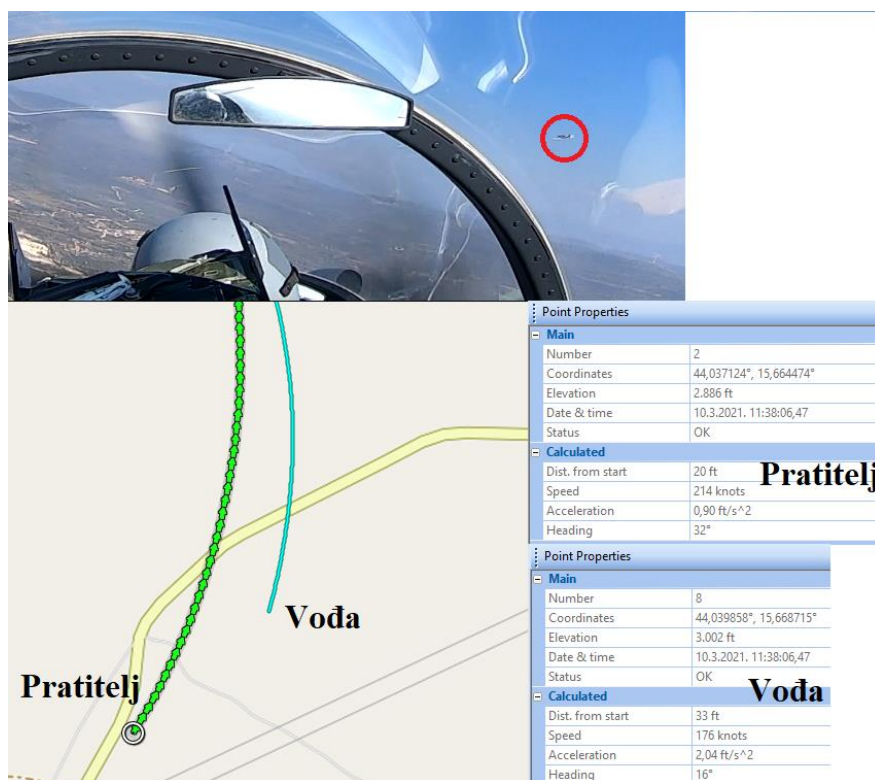 Point Properties
Main
Number 2
Coordinates 44,037124°, 15,664474°
Elevation 2.886 ft
Date & time 10.3.2021. 11:38:06,47
Status OK
Calculated
Dist. from start 20 ft
Speed 214 knots
Acceleration 0,90 ft/s^2
Heading 32°
Pratitelj
Point Properties
Main
Number 8
Coordinates 44,039858°, 15,668715°
Elevation 3.002 ft
Date & time 10.3.2021. 11:38:06,47
Status OK
Calculated
Dist. from start 33 ft
Speed 176 knots
Acceleration 2,04 ft/s^2
Heading 16°
Vođa
Vođa
Pratitelj